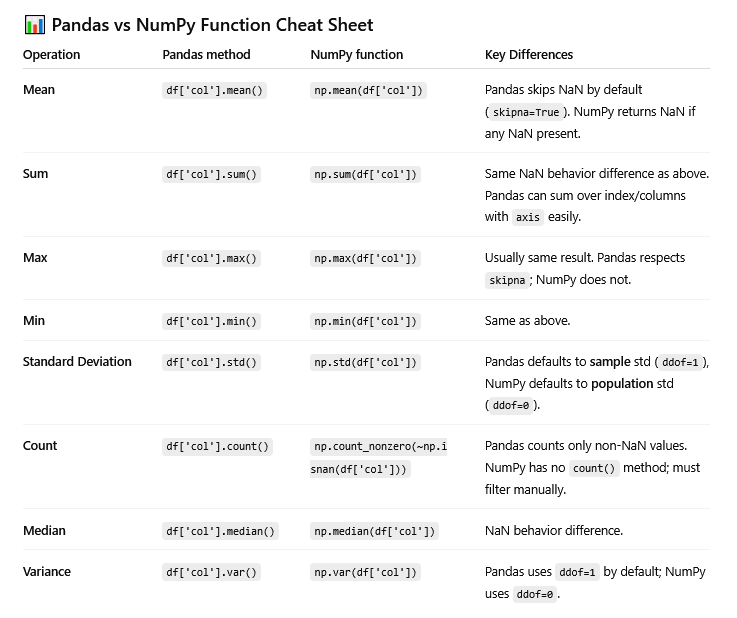 📊 Pandas vs NumPy Function Cheat Sheet
Operation Pandas method NumPy function Key Differences
Mean df['col'].mean() np.mean(df['col']) Pandas skips NaN by default
( skipna=True ). NumPy returns NaN if
any NaN present.
Sum df['col'].sum() np.sum(df['col']) Same NaN behavior difference as above.
Pandas can sum over index/columns
with axis easily.
Max df['col'].max() np.max(df['col']) Usually same result. Pandas respects
skipna ; NumPy does not.
Min df['col'].min() np.min(df['col']) Same as above.
Standard Deviation df['col'].std() np.std(df['col']) Pandas defaults to sample std ( ddof=1 ),
NumPy defaults to population std
( ddof=0 ).
Count df['col'].count() np.count_nonzero(~np.i Pandas counts only non-NaN values.
snan(df['col'])) NumPy has no count() method; must
filter manually.
Median df['col'].median() np.median(df['col']) NaN behavior difference.
Variance df['col'].var() np.var(df['col']) Pandas uses ddof=1 by default; NumPy
uses ddof=0 .